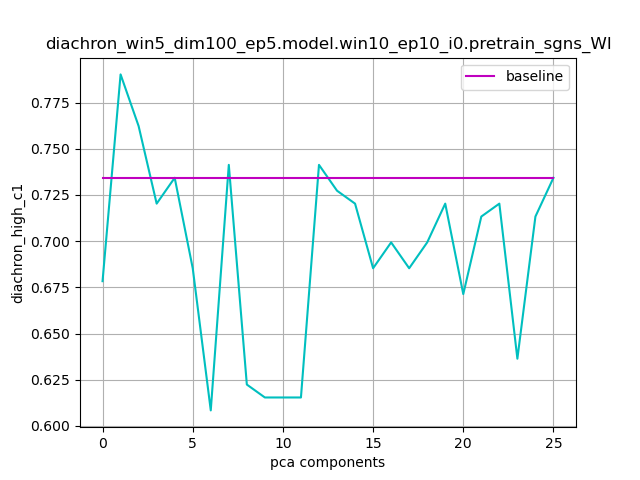 diachron_win5_dim100_ep5.model.win10_ep10_i0.pretrain_sgns_WI
baseline
0.775
0.750
0.725
0.700
0.675
0.650
0.625
0.600
diachron_high_c1
0 5 10 15 20 25
pca components